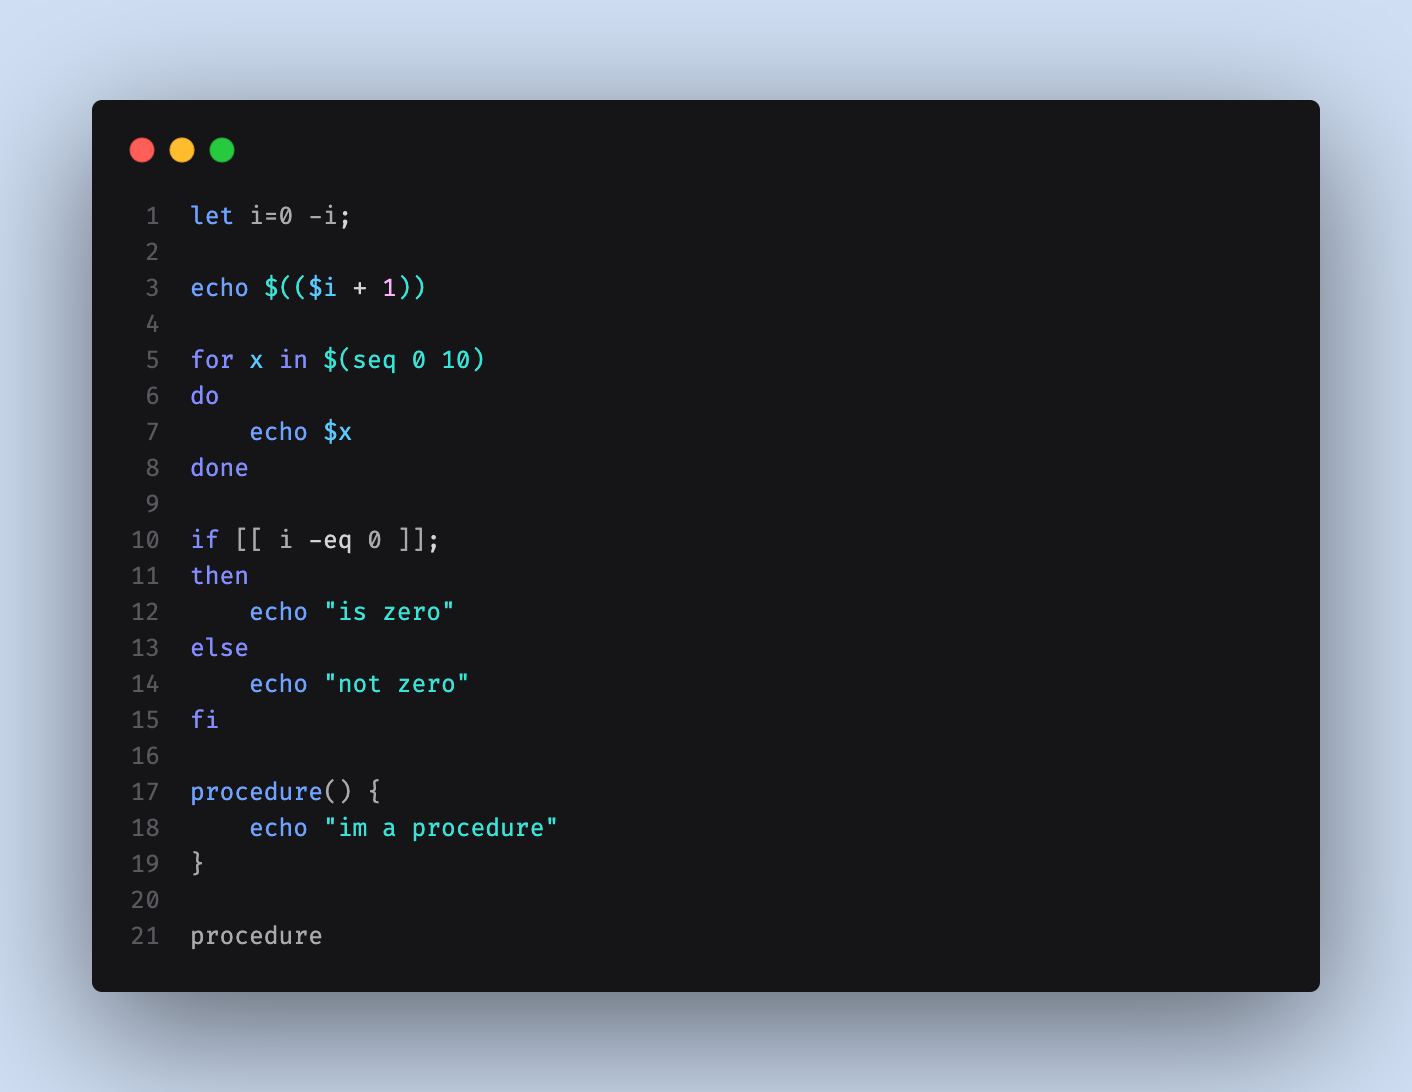 1 let i=0 -i;
2
3 echo $(($i + 1))
4
5 for x in $(seq 0 10)
6 do
7     echo $x
8 done
9
10 if [[ i -eq 0 ]];
11 then
12     echo "is zero"
13 else
14     echo "not zero"
15 fi
16
17 procedure() {
18     echo "im a procedure"
19 }
20
21 procedure